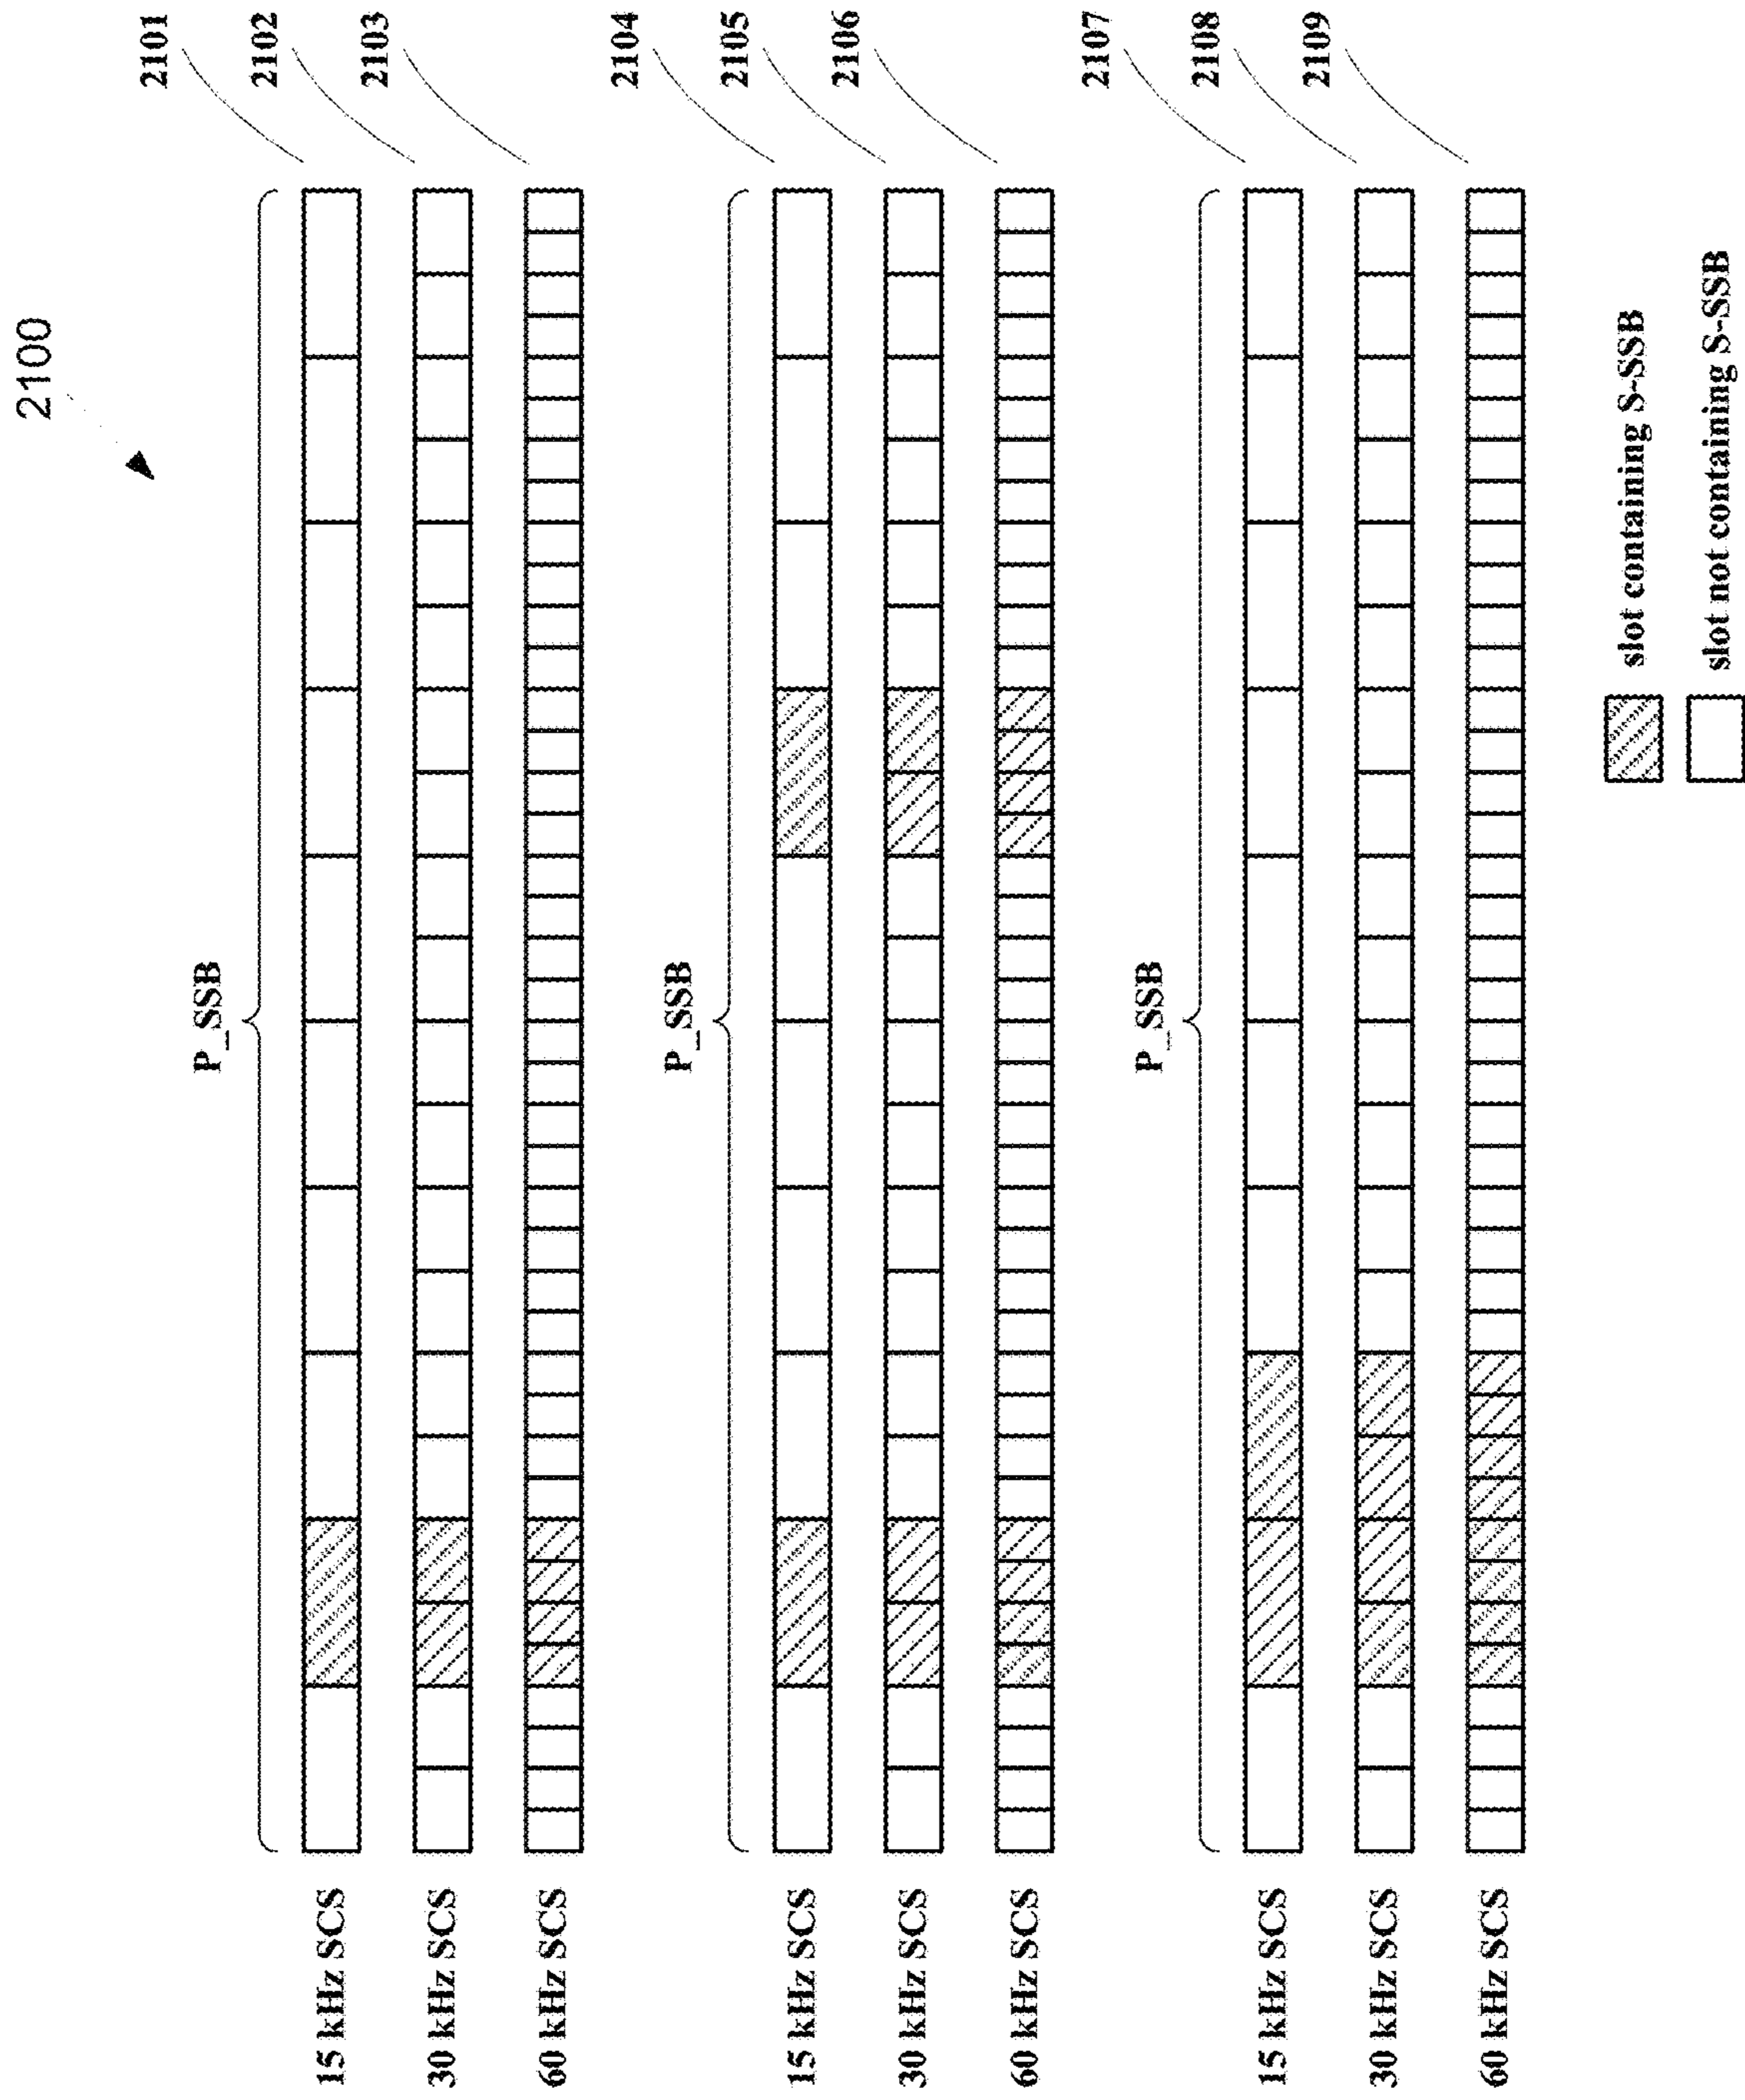 2100
P_SSB
15 kHz SCS
2101
30 kHz SCS
2102
60 kHz SCS
2103
P_SSB
15 kHz SCS
2104
30 kHz SCS
2105
60 kHz SCS
2106
P_SSB
15 kHz SCS
2107
30 kHz SCS
2108
60 kHz SCS
2109
slot containing S-SSB
slot not containing S-SSB